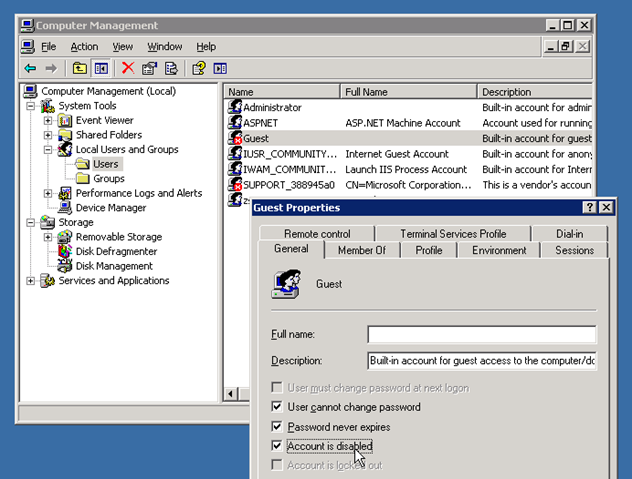 Computer Management
File Action View Window Help
Computer Management (Local)
System Tools
Event Viewer
Shared Folders
Local Users and Groups
Users
Groups
Performance Logs and Alerts
Device Manager
Storage
Removable Storage
Disk Defragmenter
Disk Management
Services and Applications
Name Full Name Description
Administrator Built-in account for admin
ASPNET ASP.NET Machine Account Account used for running
Guest Built-in account for guest
IUSR_COMMUNITY... Internet Guest Account Built-in account for anony
IWAM_COMMUNIT... Launch IIS Process Account Built-in account for Inter
SUPPORT_388945a0 CN=Microsoft Corporation... This is a vendor's accoun
Guest Properties
Remote control Terminal Services Profile Dial-in
General Member Of Profile Environment Sessions
Guest
Full name:
Description: Built-in account for guest access to the computer/do
User must change password at next logon
User cannot change password
Password never expires
Account is disabled
Account is locked out